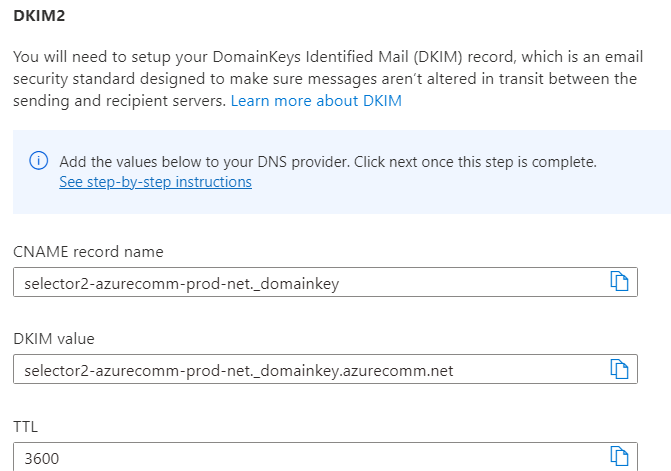 DKIM2
You will need to setup your DomainKeys Identified Mail (DKIM) record, which is an email
security standard designed to make sure messages aren't altered in transit between the
sending and recipient servers. Learn more about DKIM
Add the values below to your DNS provider. Click next once this step is complete.
See step-by-step instructions
CNAME record name
selector2-azurecomm-prod-net._domainkey
DKIM value
selector2-azurecomm-prod-net._domainkey.azurecomm.net
TTL
3600